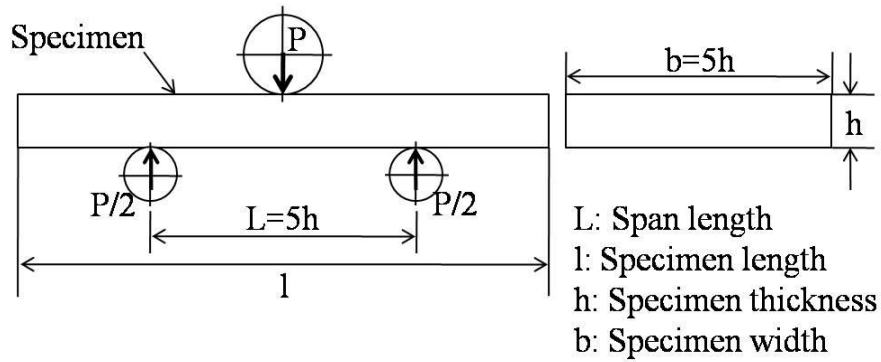 Specimen
P
b=5h
h
P/2
P/2
L=5h
l
L: Span length
l: Specimen length
h: Specimen thickness
b: Specimen width